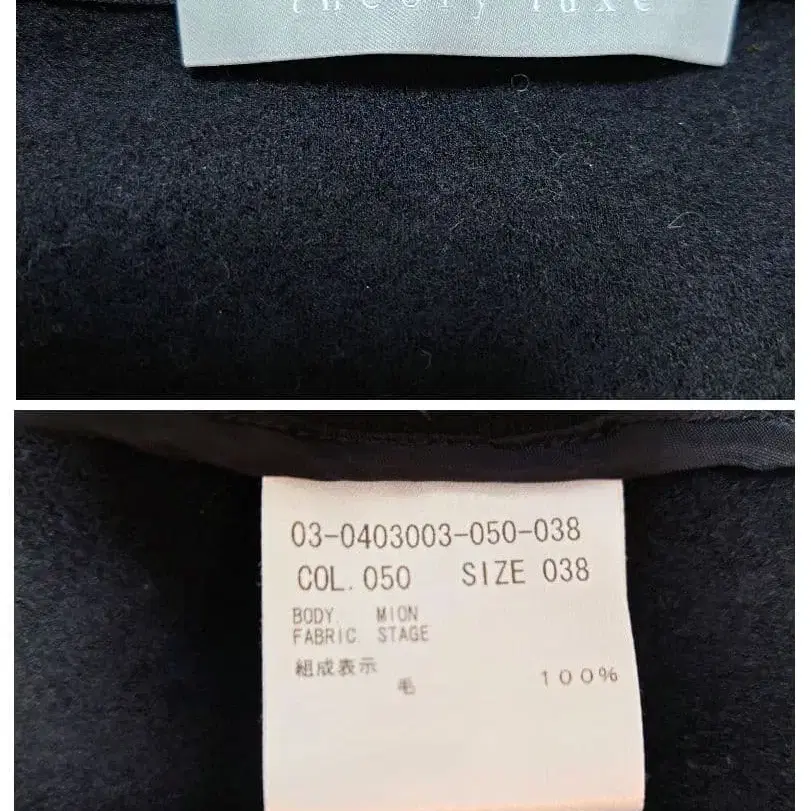 theory luxe
03-0403003-050-038
COL. 050 SIZE 038
BODY. MION
FABRIC. STAGE
組成表示
毛 100%